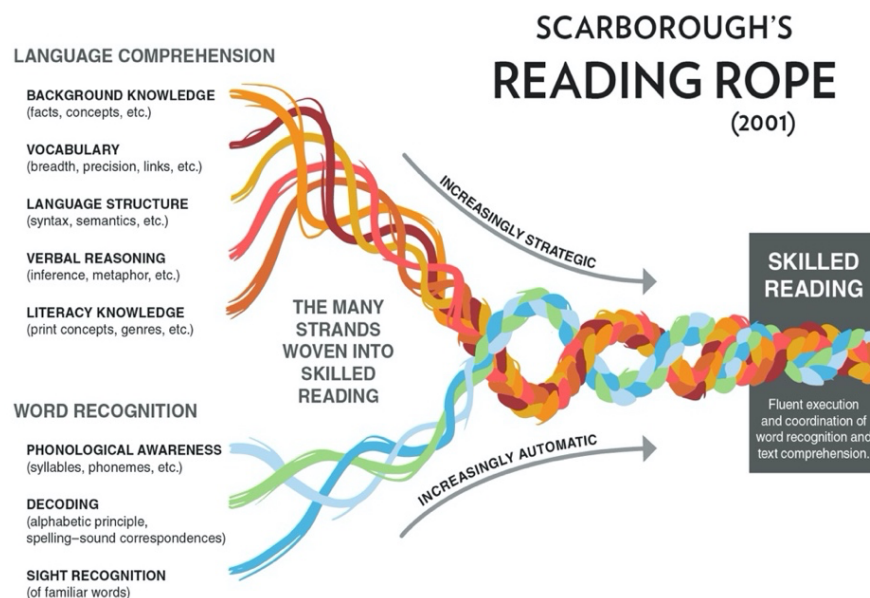 SCARBOROUGH'S
READING ROPE
(2001)
LANGUAGE COMPREHENSION
BACKGROUND KNOWLEDGE
(facts, concepts, etc.)
VOCABULARY
(breadth, precision, links, etc.)
LANGUAGE STRUCTURE
(syntax, semantics, etc.)
VERBAL REASONING
(inference, metaphor, etc.)
LITERACY KNOWLEDGE
(print concepts, genres, etc.)
THE MANY
STRANDS
WOVEN INTO
SKILLED
READING
WORD RECOGNITION
PHONOLOGICAL AWARENESS
(syllables, phonemes, etc.)
DECODING
(alphabetic principle,
spelling–sound correspondences)
SIGHT RECOGNITION
(of familiar words)
INCREASINGLY STRATEGIC
INCREASINGLY AUTOMATIC
SKILLED
READING
Fluent execution
and coordination of
word recognition and
text comprehension.